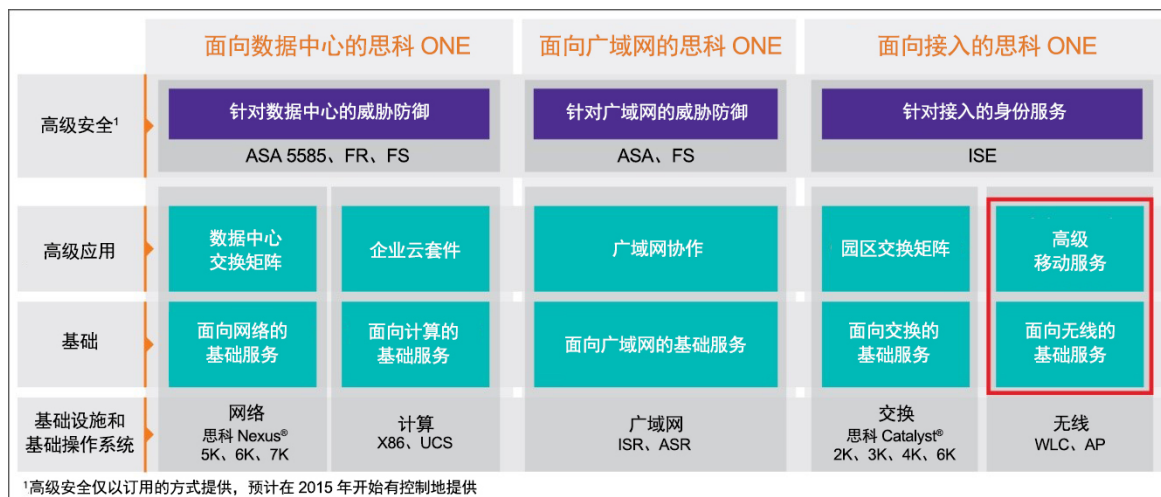 面向数据中心的思科 ONE
面向广域网的思科 ONE
面向接入的思科 ONE
高级安全¹
针对数据中心的威胁防御
ASA 5585、FR、FS
针对广域网的威胁防御
ASA、FS
针对接入的身份服务
ISE
高级应用
数据中心
交换矩阵
企业云套件
广域网协作
园区交换矩阵
高级
移动服务
基础
面向网络的
基础服务
面向计算的
基础服务
面向广域网的基础服务
面向交换的
基础服务
面向无线的
基础服务
基础设施和
基础操作系统
网络
思科 Nexus®
5K、6K、7K
计算
X86、UCS
广域网
ISR、ASR
交换
思科 Catalyst®
2K、3K、4K、6K
无线
WLC、AP
¹高级安全仅以订用的方式提供，预计在 2015 年开始有控制地提供